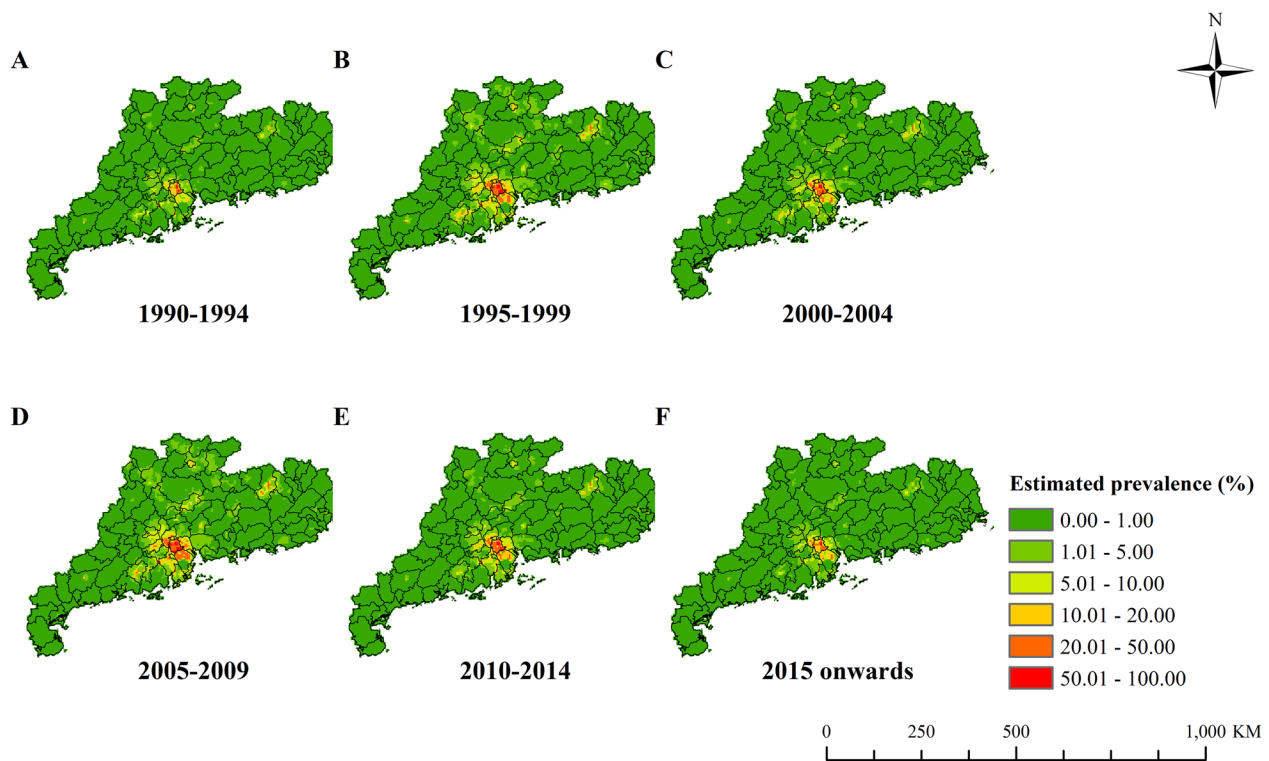 N
A
B
C
1990-1994
1995-1999
2000-2004
D
E
F
2005-2009
2010-2014
2015 onwards
Estimated prevalence (%)
0.00 - 1.00
1.01 - 5.00
5.01 - 10.00
10.01 - 20.00
20.01 - 50.00
50.01 - 100.00
0 250 500 1,000 KM